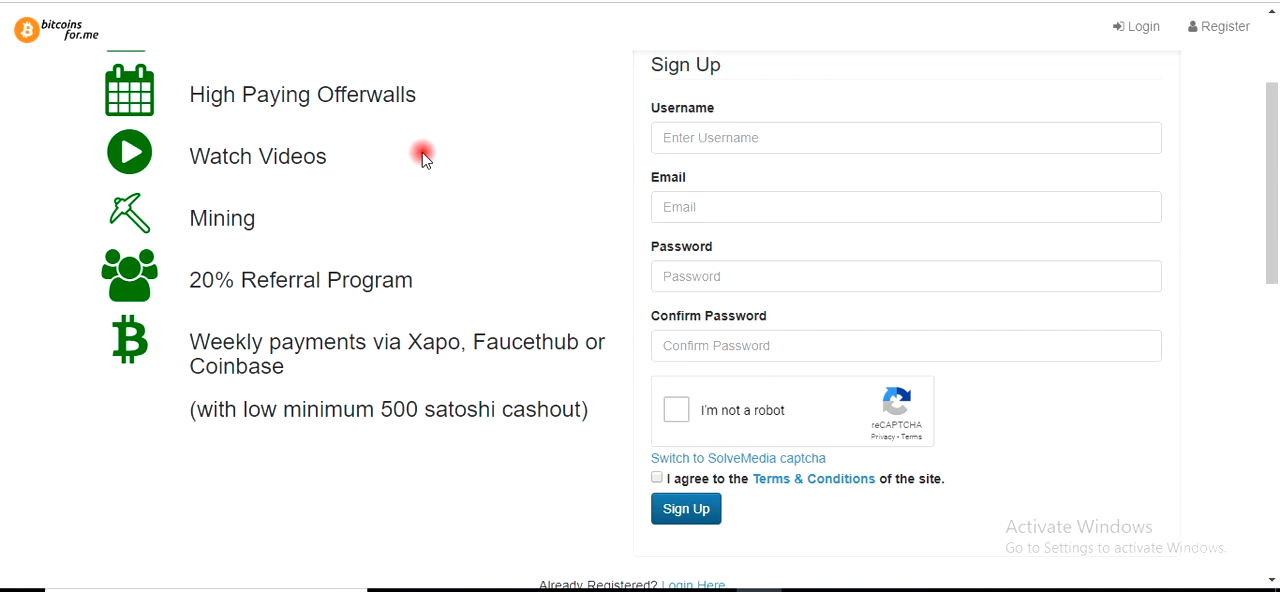 bitcoins
for.me
Login
Register
High Paying Offerwalls
Watch Videos
Mining
20% Referral Program
Weekly payments via Xapo, Faucethub or
Coinbase
(with low minimum 500 satoshi cashout)
Sign Up
Username
Enter Username
Email
Email
Password
Password
Confirm Password
Confirm Password
I'm not a robot
reCAPTCHA
Privacy - Terms
Switch to SolveMedia captcha
I agree to the Terms & Conditions of the site.
Sign Up
Activate Windows
Go to Settings to activate Windows.
Already Registered? Login Here